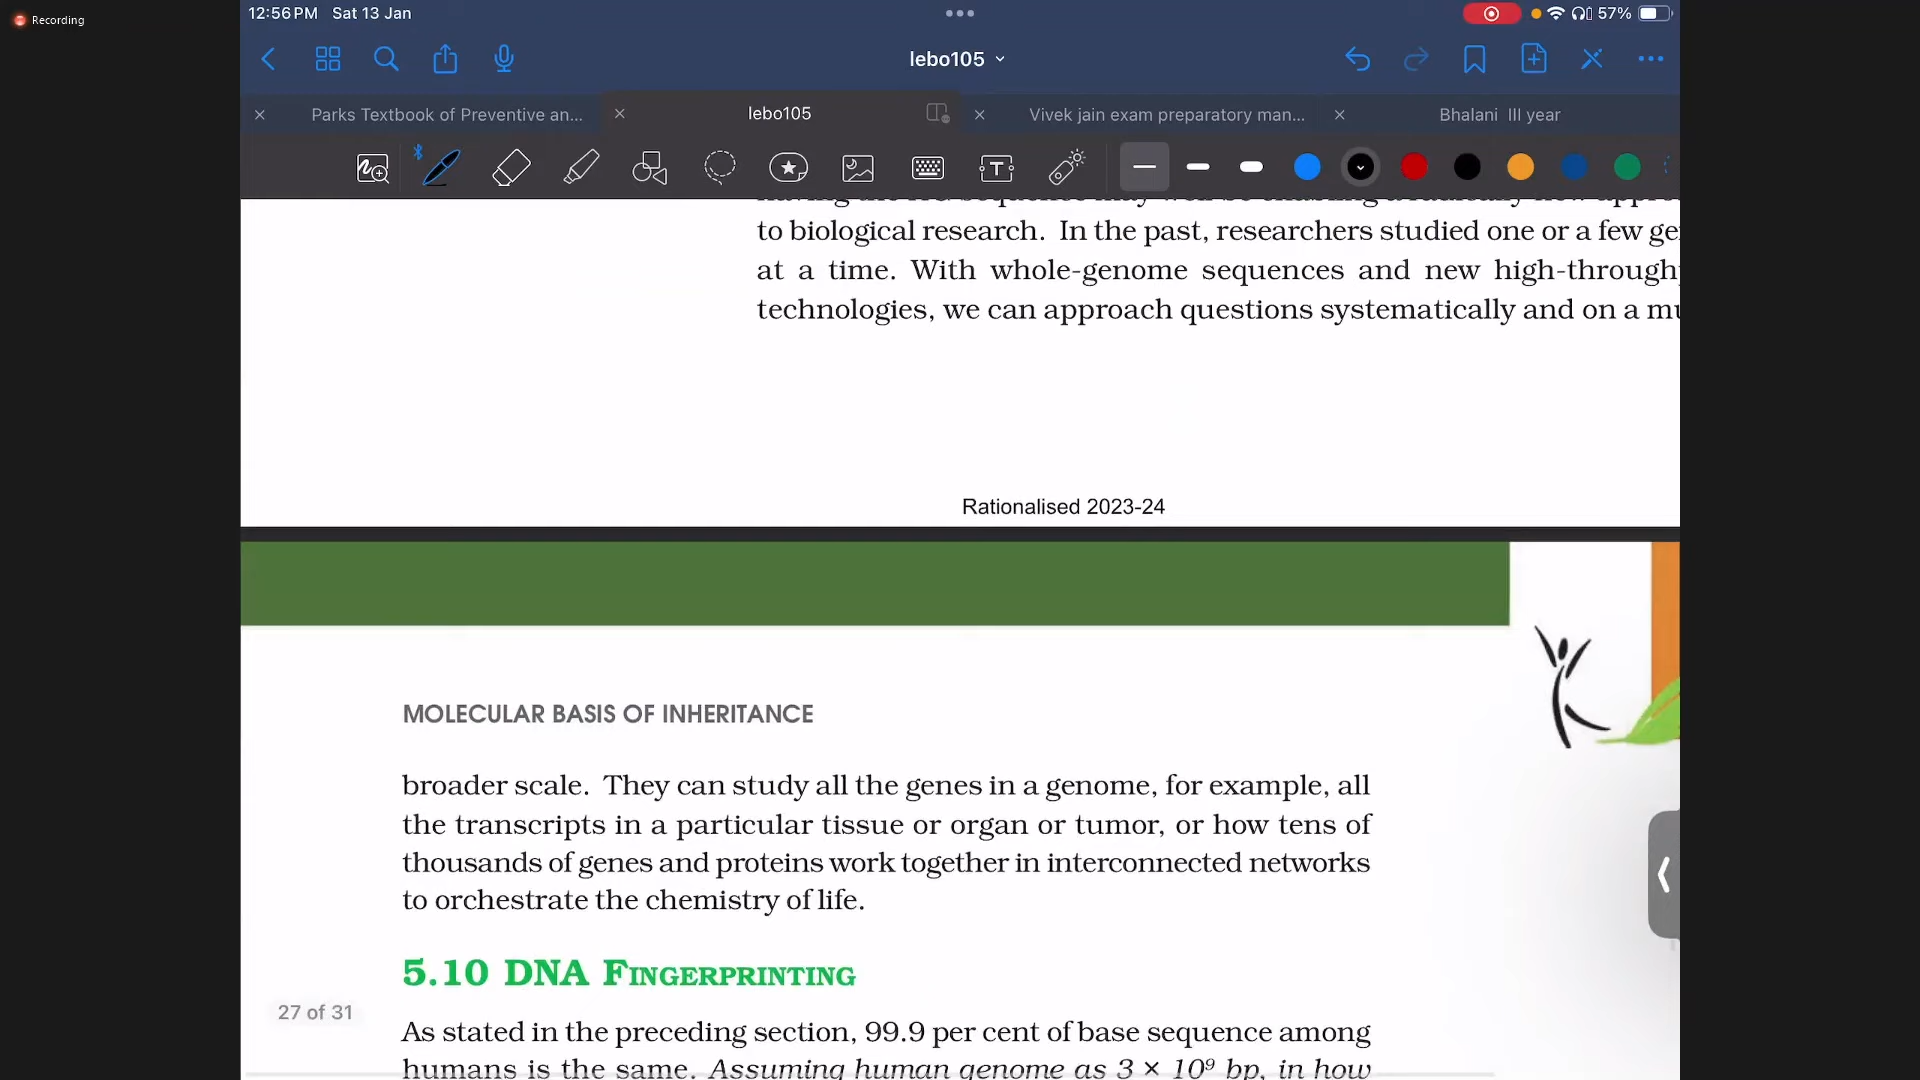 Recording
12:56 PM Sat 13 Jan
57%
lebo105
Parks Textbook of Preventive an...
lebo105
Vivek jain exam preparatory man...
Bhalani III year
T
to biological research. In the past, researchers studied one or a few ge
at a time. With whole-genome sequences and new high-through
technologies, we can approach questions systematically and on a mu
Rationalised 2023-24
MOLECULAR BASIS OF INHERITANCE
broader scale. They can study all the genes in a genome, for example, all
the transcripts in a particular tissue or organ or tumor, or how tens of
thousands of genes and proteins work together in interconnected networks
to orchestrate the chemistry of life.
5.10 DNA FINGERPRINTING
27 of 31
As stated in the preceding section, 99.9 per cent of base sequence among
humans is the same. Assuming human genome as 3 × 10⁹ bp, in how